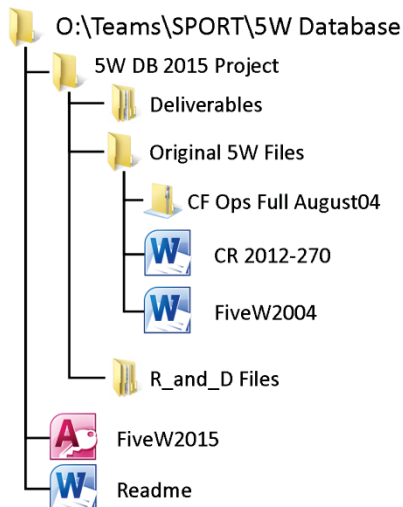 O:\Teams\SPORT\5W Database
5W DB 2015 Project
Deliverables
Original 5W Files
CF Ops Full August04
CR 2012-270
FiveW2004
R_and_D Files
FiveW2015
Readme